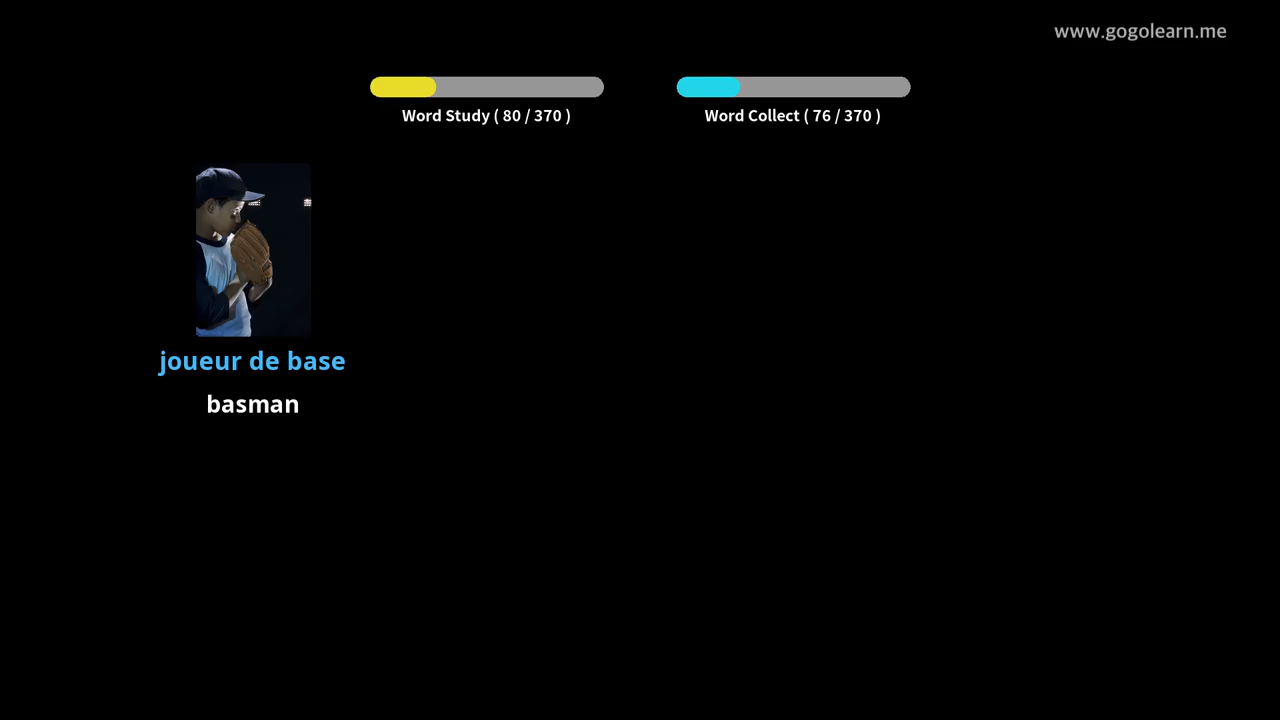 www.gogolearn.me
Word Study ( 80 / 370 )
Word Collect ( 76 / 370 )
joueur de base
basman